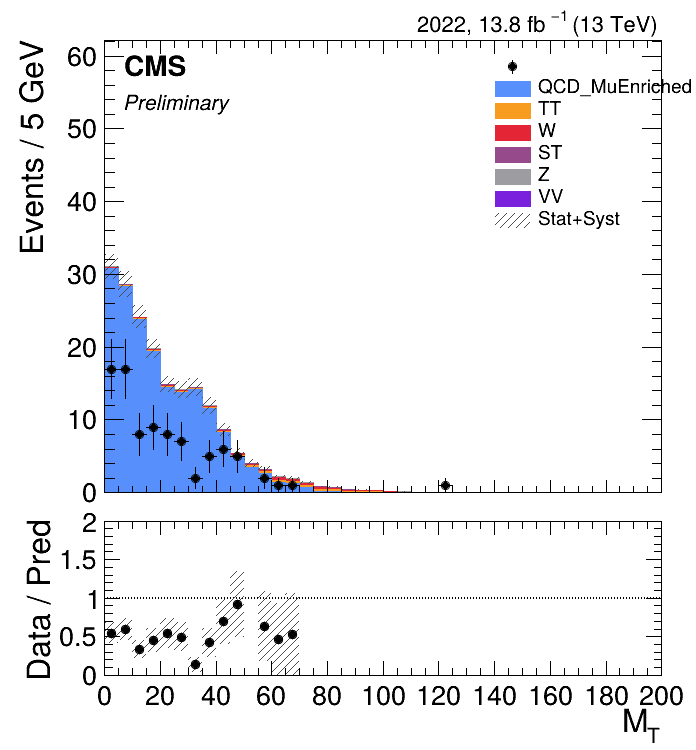 2022, 13.8 fb⁻¹ (13 TeV)
CMS
Preliminary
Events / 5 GeV
60
50
40
30
20
10
0
QCD_MuEnriched
TT
W
ST
Z
VV
Stat+Syst
Data / Pred
2
1.5
1
0.5
0
0 20 40 60 80 100 120 140 160 180 200
M_T